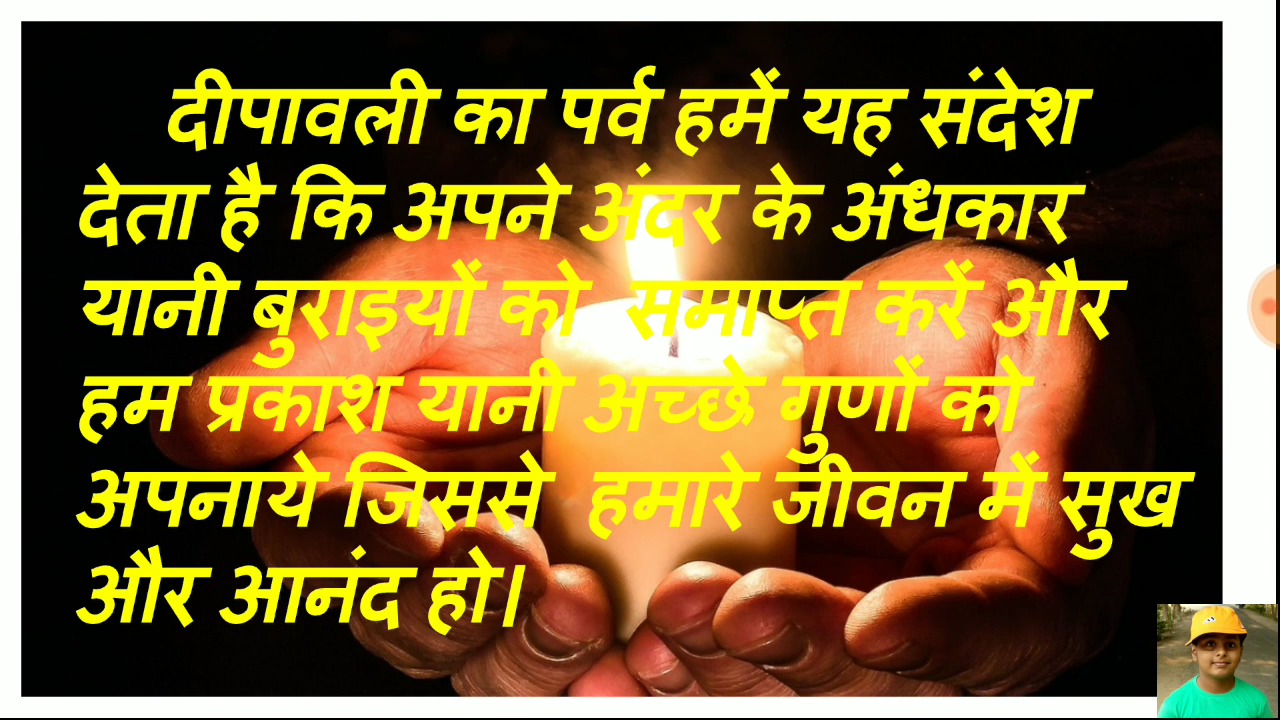 दीपावली का पर्व हमें यह संदेश
देता है कि अपने अंदर के अंधकार
यानी बुराइयों को समाप्त करें और
हम प्रकाश यानी अच्छे गुणों को
अपनाये जिससे हमारे जीवन में सुख
और आनंद हो।